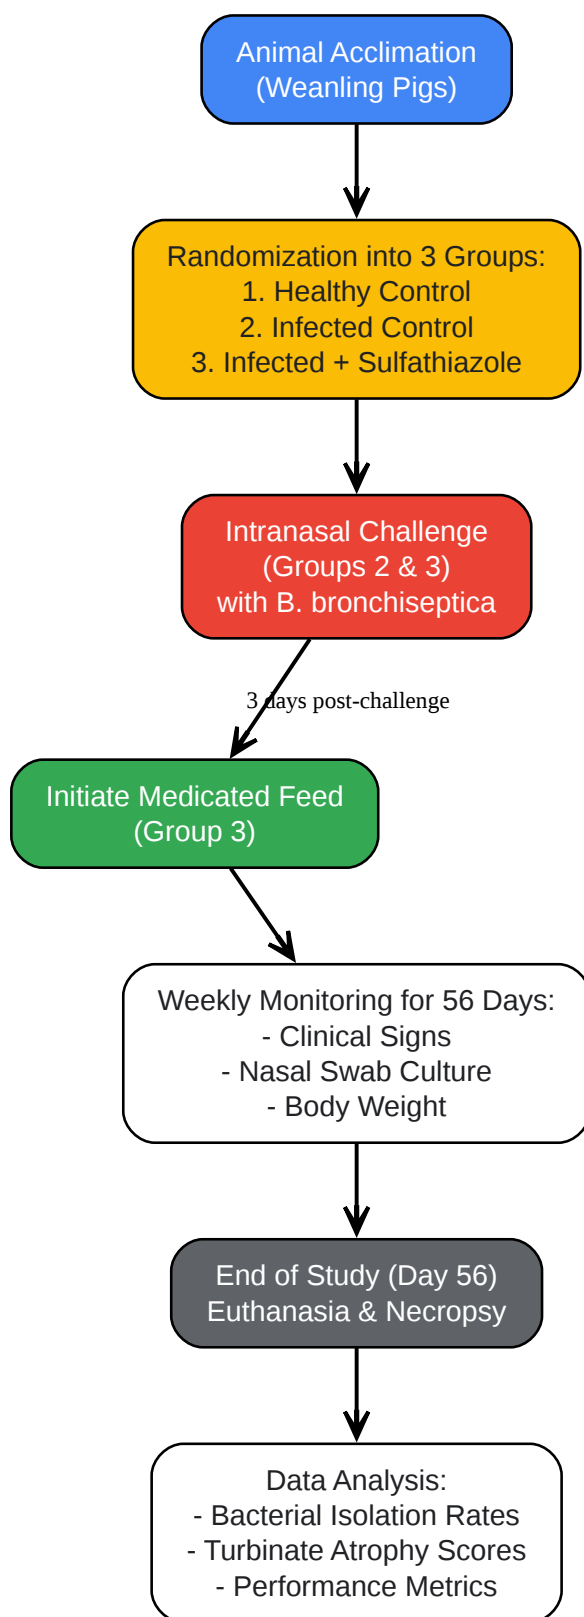 Animal Acclimation
(Weanling Pigs)
Randomization into 3 Groups:
1. Healthy Control
2. Infected Control
3. Infected + Sulfathiazole
Intranasal Challenge
(Groups 2 & 3)
with B. bronchiseptica
3 days post-challenge
Initiate Medicated Feed
(Group 3)
Weekly Monitoring for 56 Days:
- Clinical Signs
- Nasal Swab Culture
- Body Weight
End of Study (Day 56)
Euthanasia & Necropsy
Data Analysis:
- Bacterial Isolation Rates
- Turbinate Atrophy Scores
- Performance Metrics